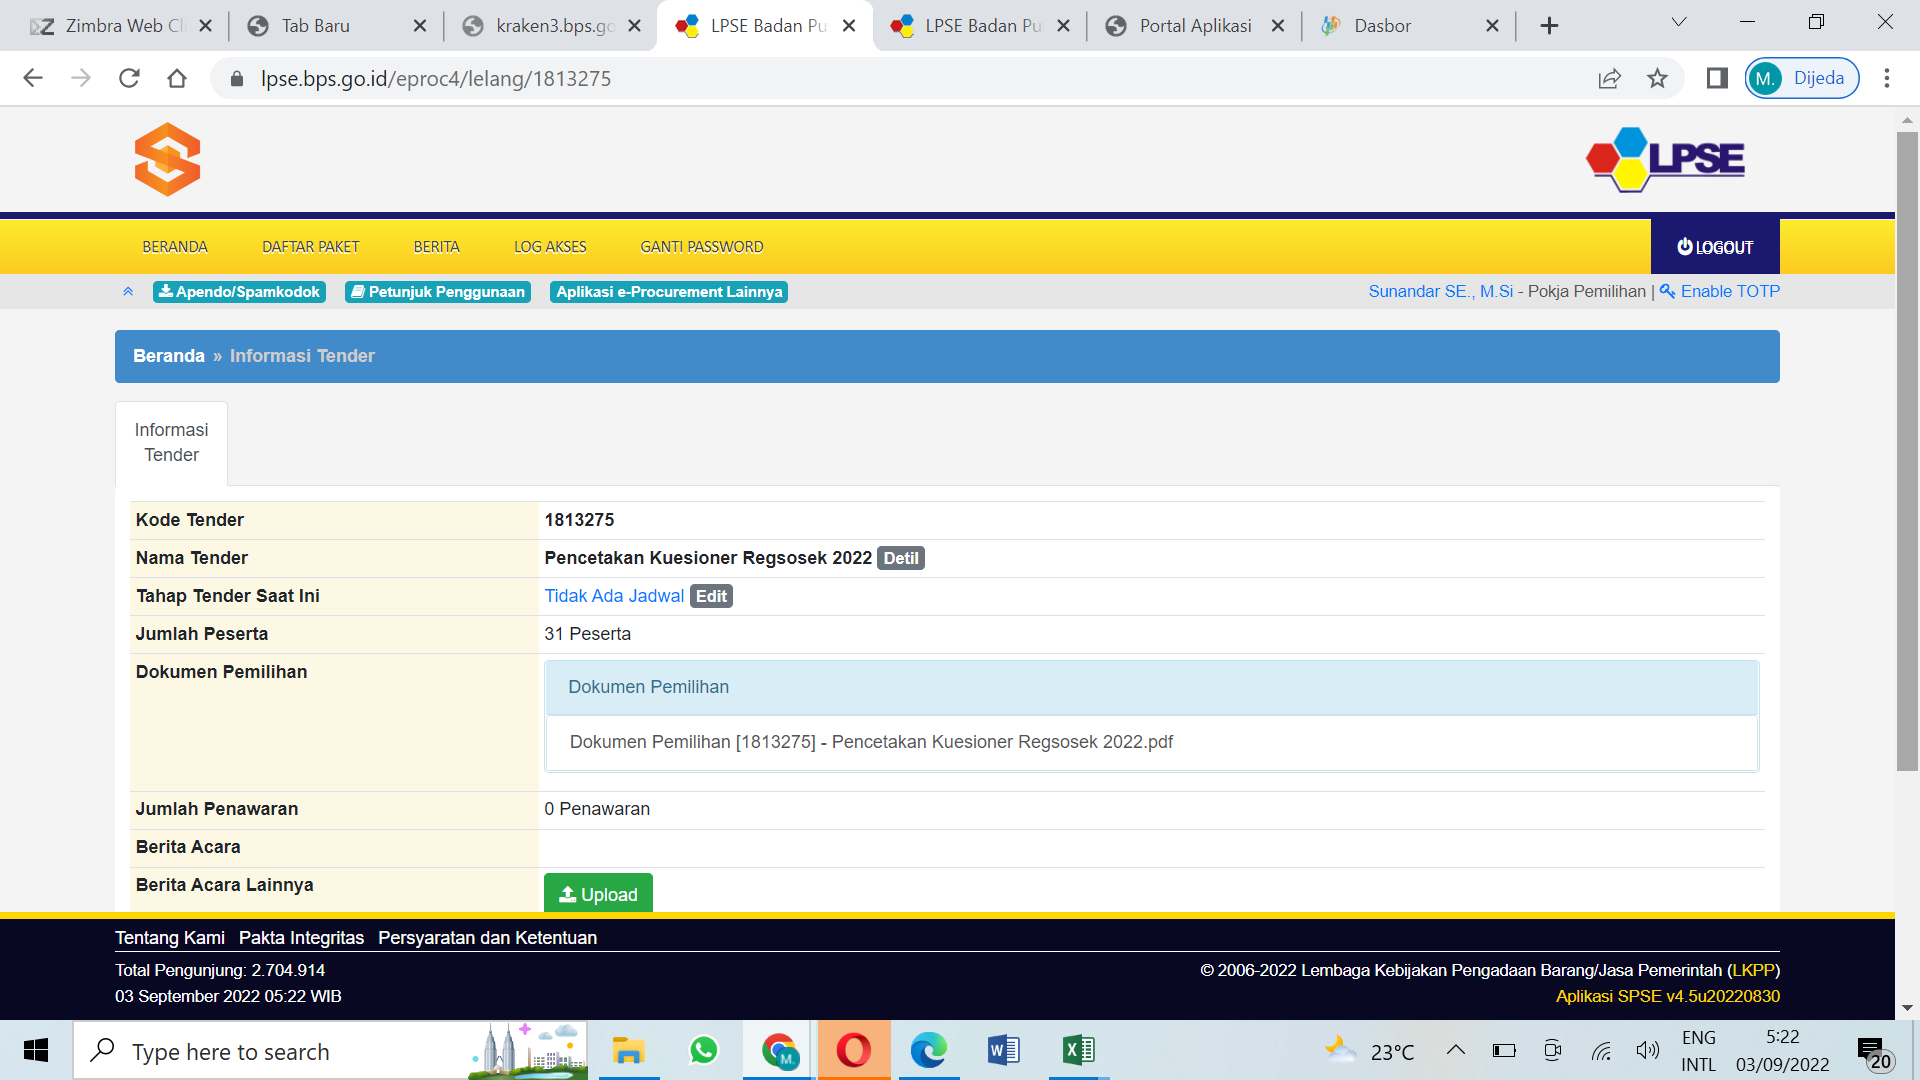 Zimbra Web Cli
Tab Baru
kraken3.bps.go
LPSE Badan Pu
LPSE Badan Pu
Portal Aplikasi
Dasbor
lpse.bps.go.id/eproc4/lelang/1813275
M. Dijeda
LPSE
BERANDA DAFTAR PAKET BERITA LOG AKSES GANTI PASSWORD LOGOUT
Apendo/Spamkodok Petunjuk Penggunaan Aplikasi e-Procurement Lainnya Sunandar SE., M.Si - Pokja Pemilihan | Enable TOTP
Beranda » Informasi Tender
Informasi
Tender
Kode Tender 1813275
Nama Tender Pencetakan Kuesioner Regsosek 2022 Detil
Tahap Tender Saat Ini Tidak Ada Jadwal Edit
Jumlah Peserta 31 Peserta
Dokumen Pemilihan Dokumen Pemilihan
Dokumen Pemilihan [1813275] - Pencetakan Kuesioner Regsosek 2022.pdf
Jumlah Penawaran 0 Penawaran
Berita Acara
Berita Acara Lainnya Upload
Tentang Kami Pakta Integritas Persyaratan dan Ketentuan
Total Pengunjung: 2.704.914 © 2006-2022 Lembaga Kebijakan Pengadaan Barang/Jasa Pemerintah (LKPP)
03 September 2022 05:22 WIB Aplikasi SPSE v4.5u20220830
Type here to search
23°C
ENG
INTL
5:22
03/09/2022
20